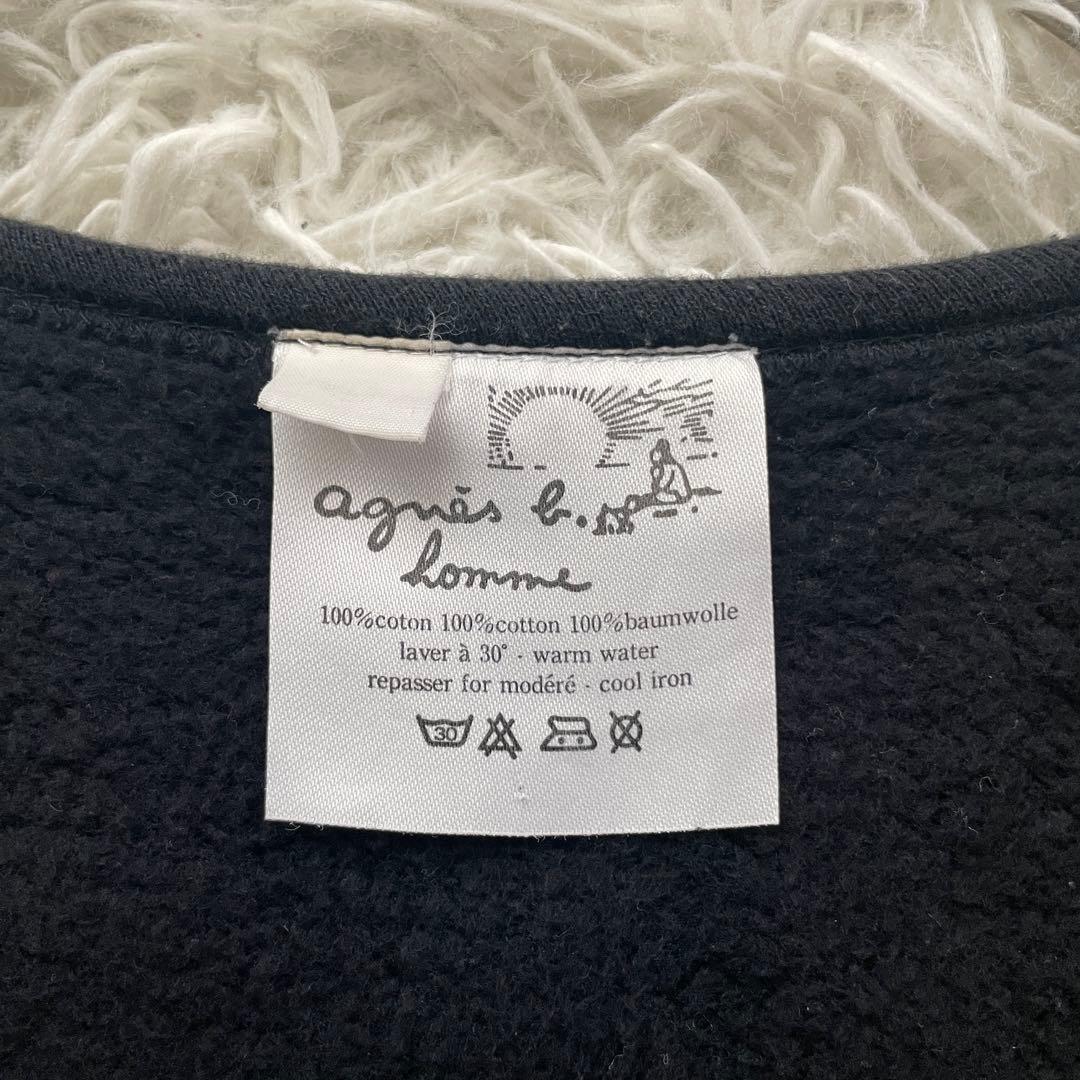 agnès b.
homme
100%coton 100%cotton 100%baumwolle
laver à 30° - warm water
repasser for modéré - cool iron
30